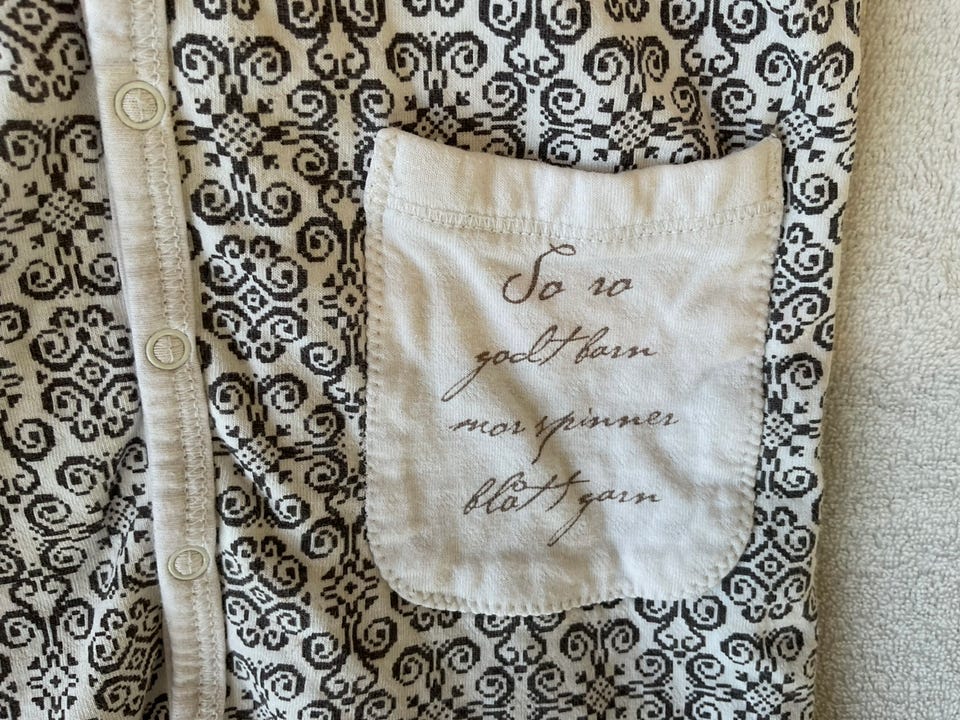 So ro
godt barn
mor spinner
blått garn